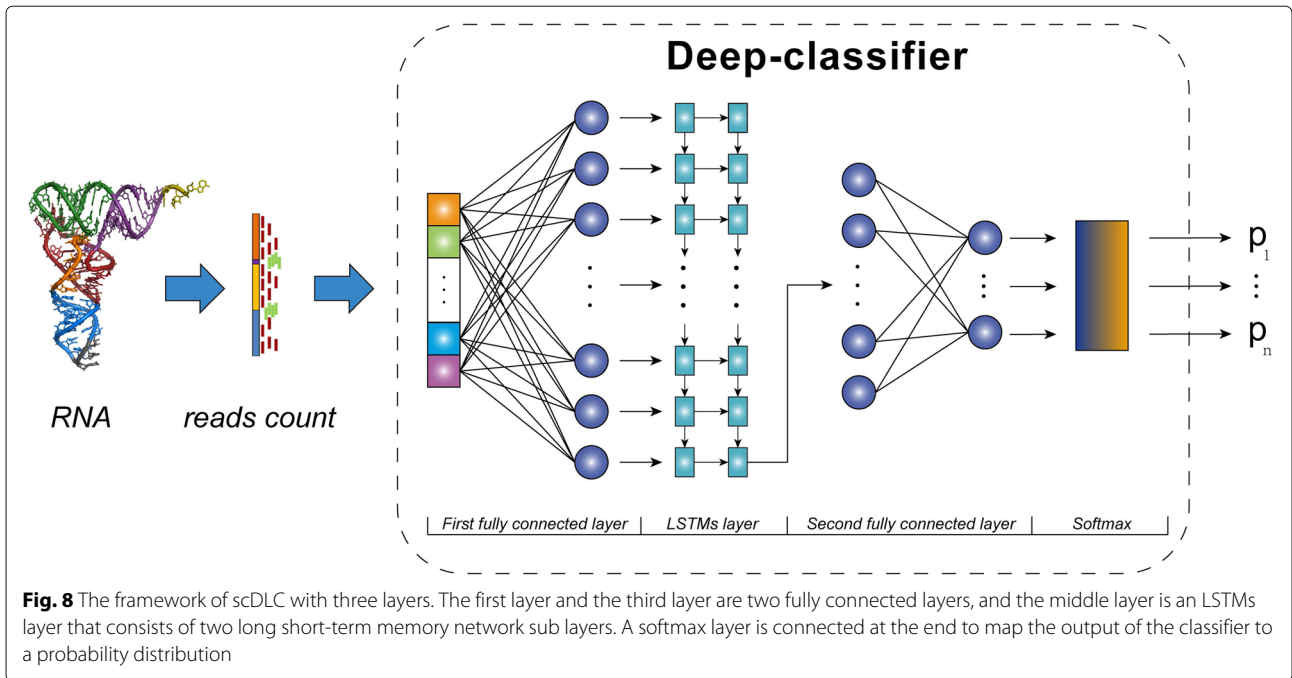 Deep-classifier
RNA
reads count
p1
⋮
pn
First fully connected layer
LSTMs layer
Second fully connected layer
Softmax
Fig. 8 The framework of scDLC with three layers. The first layer and the third layer are two fully connected layers, and the middle layer is an LSTMs
layer that consists of two long short-term memory network sub layers. A softmax layer is connected at the end to map the output of the classifier to
a probability distribution